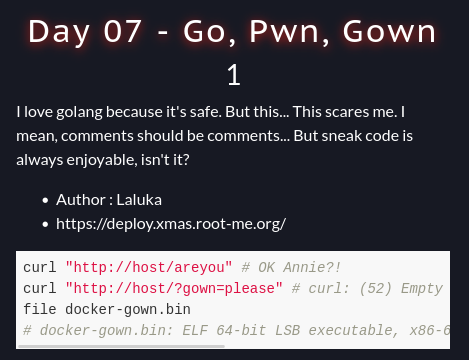 Day 07 - Go, Pwn, Gown
1
I love golang because it's safe. But this... This scares me. I
mean, comments should be comments... But sneak code is
always enjoyable, isn't it?
• Author : Laluka
• https://deploy.xmas.root-me.org/
curl "http://host/areyou" # OK Annie?!
curl "http://host/?gown=please" # curl: (52) Empty
file docker-gown.bin
# docker-gown.bin: ELF 64-bit LSB executable, x86-6